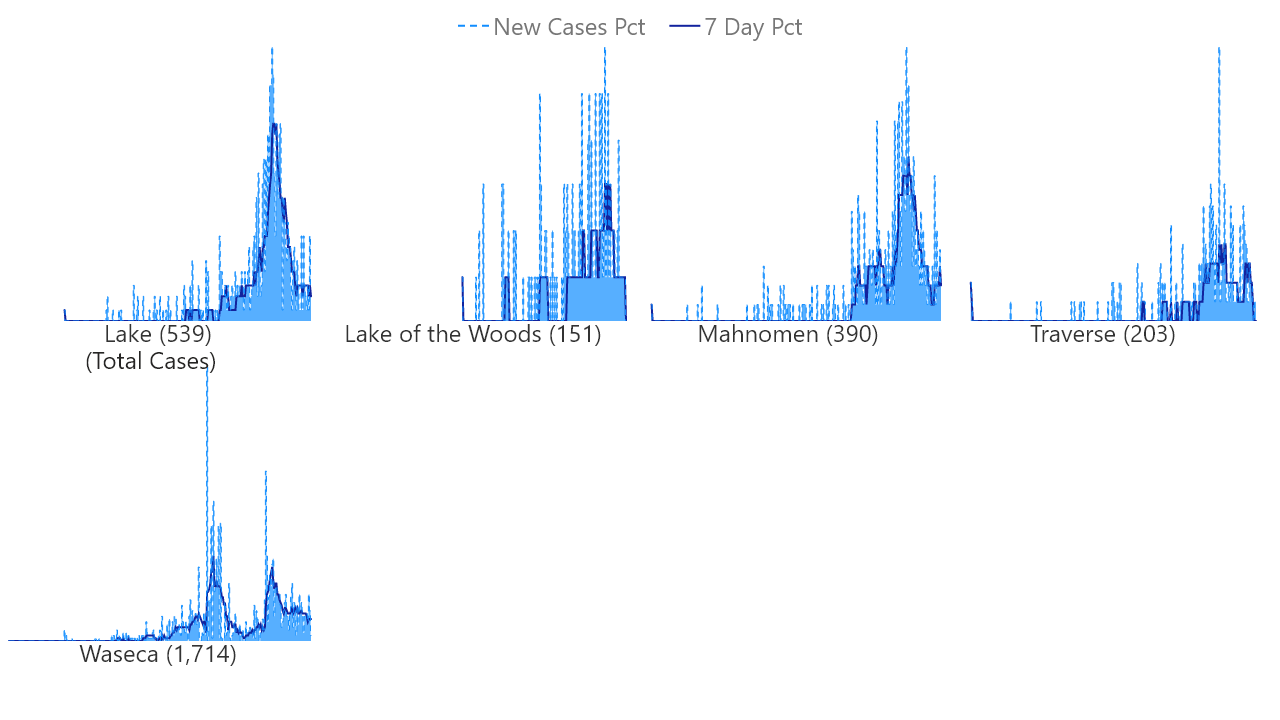 New Cases Pct 7 Day Pct
Lake (539) Lake of the Woods (151) Mahnomen (390) Traverse (203)
(Total Cases)
Waseca (1,714)